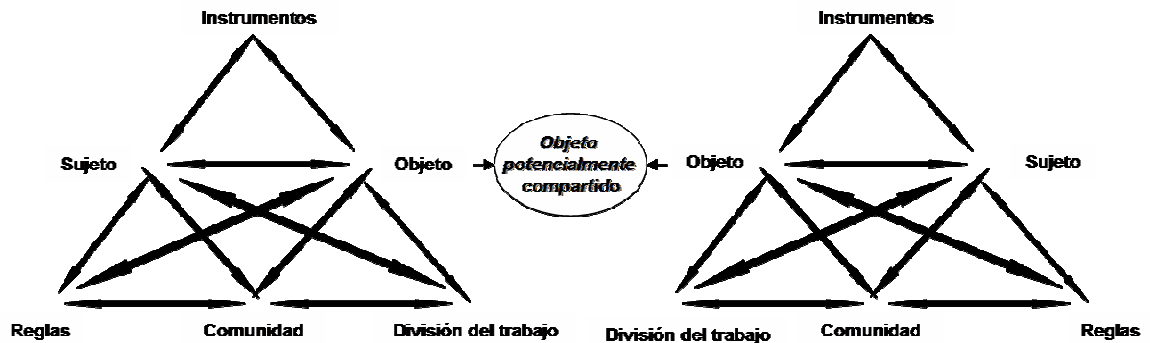 Instrumentos
Instrumentos
Sujeto
Objeto
Objeto
potencialmente
compartido
Objeto
Sujeto
Reglas
Comunidad
División del trabajo
División del trabajo
Comunidad
Reglas